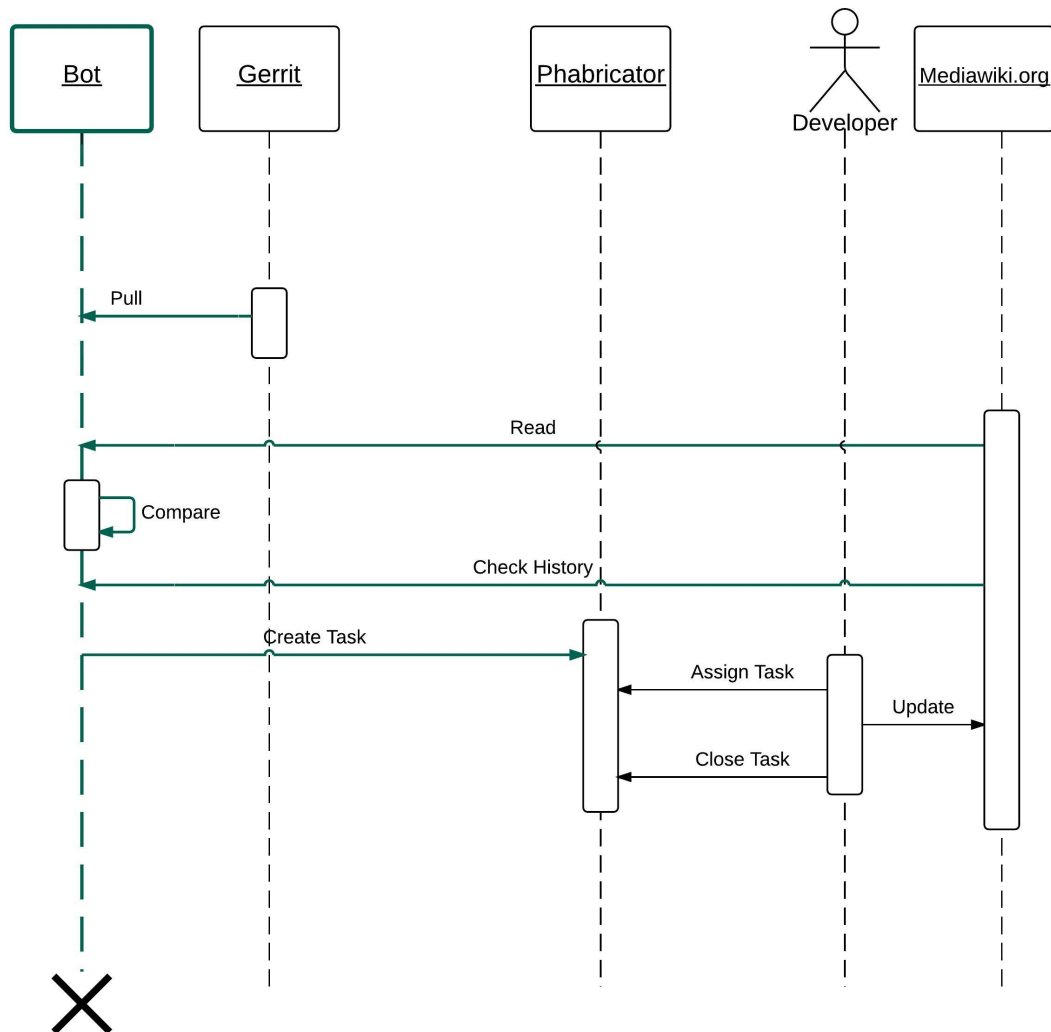 Bot
Gerrit
Phabricator
Developer
Mediawiki.org
Pull
Read
Compare
Check History
Create Task
Assign Task
Update
Close Task